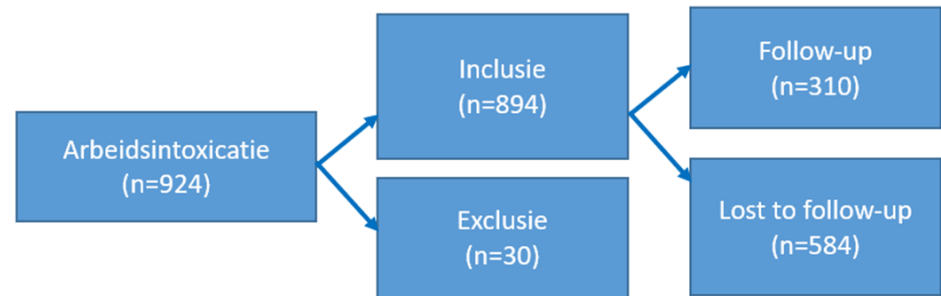 Arbeidsintoxicatie
(n=924)
Inclusie
(n=894)
Exclusie
(n=30)
Follow-up
(n=310)
Lost to follow-up
(n=584)